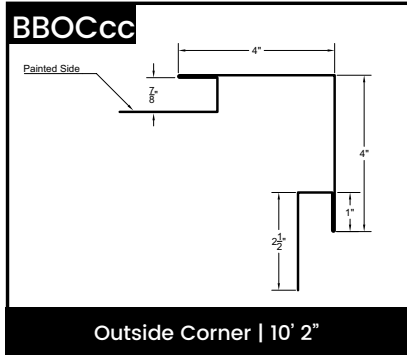 BBOCcc
4"
Painted Side
7/8"
4"
1"
2 1/2"
Outside Corner | 10’ 2”